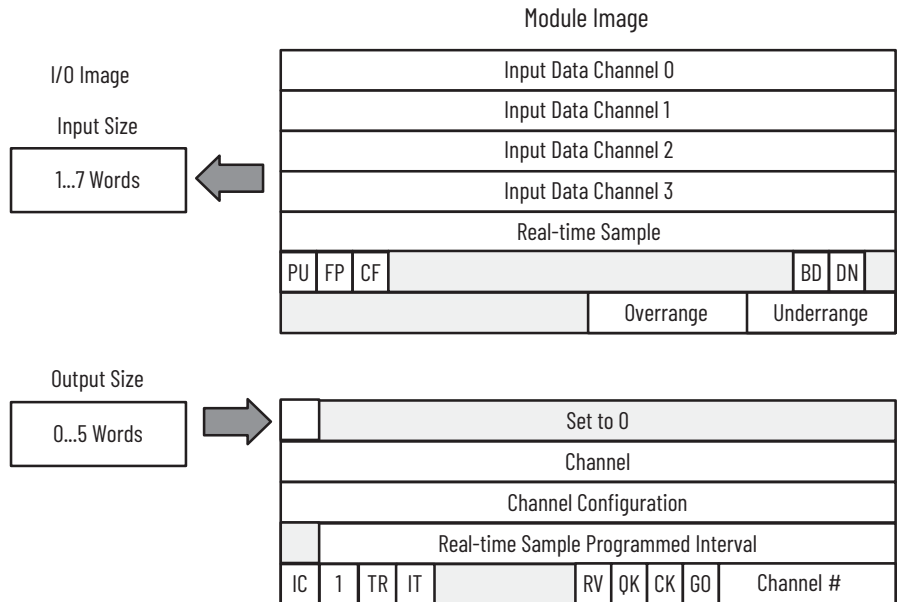 Module Image
I/O Image
Input Size
1...7 Words
Input Data Channel 0
Input Data Channel 1
Input Data Channel 2
Input Data Channel 3
Real-time Sample
PU FP CF BD DN
Overrange Underrange
Output Size
0...5 Words
Set to 0
Channel
Channel Configuration
Real-time Sample Programmed Interval
IC 1 TR IT RV QK CK GO Channel #